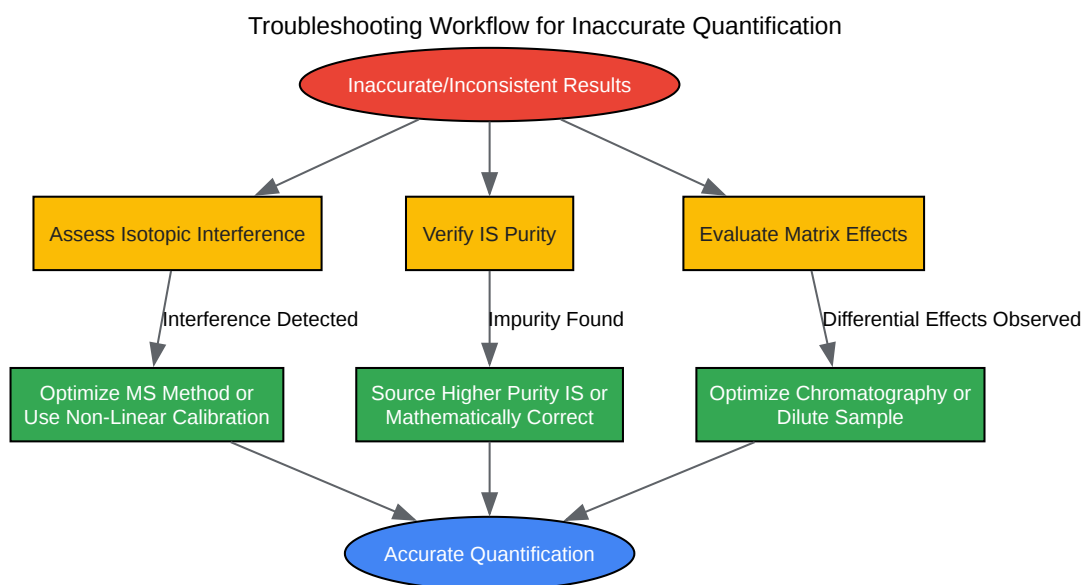 Troubleshooting Workflow for Inaccurate Quantification
Inaccurate/Inconsistent Results
Assess Isotopic Interference
Verify IS Purity
Evaluate Matrix Effects
Interference Detected
Impurity Found
Differential Effects Observed
Optimize MS Method or
Use Non-Linear Calibration
Source Higher Purity IS or
Mathematically Correct
Optimize Chromatography or
Dilute Sample
Accurate Quantification